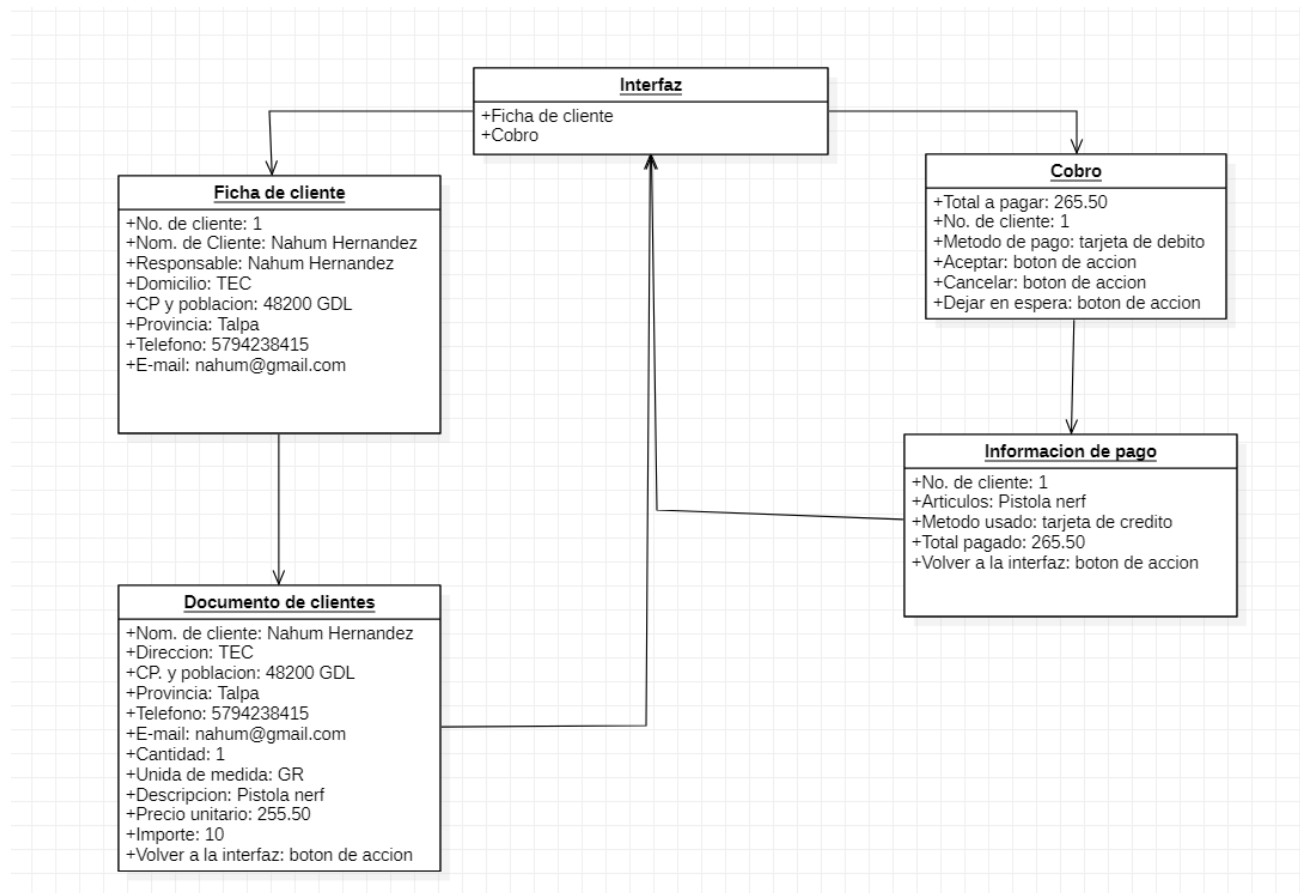 Interfaz
+Ficha de cliente
+Cobro
Ficha de cliente
+No. de cliente: 1
+Nom. de Cliente: Nahum Hernandez
+Responsable: Nahum Hernandez
+Domicilio: TEC
+CP y poblacion: 48200 GDL
+Provincia: Talpa
+Telefono: 5794238415
+E-mail: nahum@gmail.com
Cobro
+Total a pagar: 265.50
+No. de cliente: 1
+Metodo de pago: tarjeta de debito
+Aceptar: boton de accion
+Cancelar: boton de accion
+Dejar en espera: boton de accion
Informacion de pago
+No. de cliente: 1
+Articulos: Pistola nerf
+Metodo usado: tarjeta de credito
+Total pagado: 265.50
+Volver a la interfaz: boton de accion
Documento de clientes
+Nom. de cliente: Nahum Hernandez
+Direccion: TEC
+CP. y poblacion: 48200 GDL
+Provincia: Talpa
+Telefono: 5794238415
+E-mail: nahum@gmail.com
+Cantidad: 1
+Unida de medida: GR
+Descripcion: Pistola nerf
+Precio unitario: 255.50
+Importe: 10
+Volver a la interfaz: boton de accion